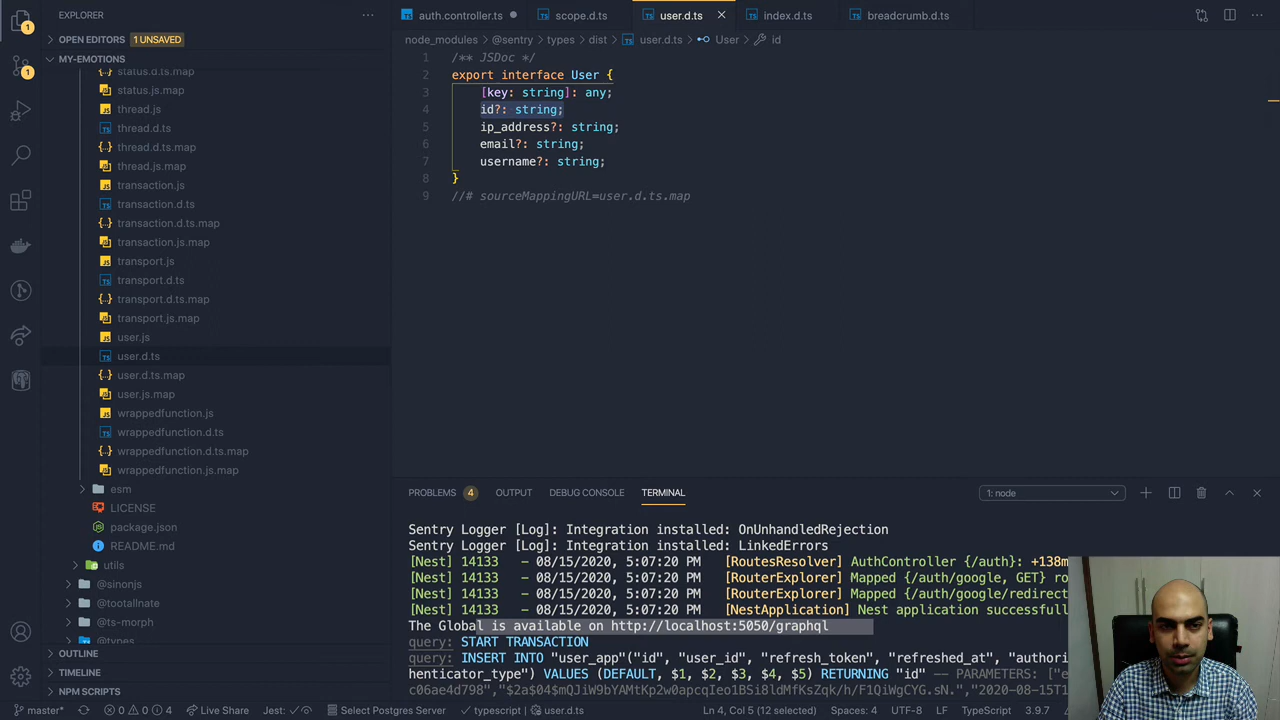 EXPLORER
OPEN EDITORS 1 UNSAVED
MY-EMOTIONS
status.d.ts.map
status.js.map
thread.js
thread.d.ts
thread.d.ts.map
thread.js.map
transaction.js
transaction.d.ts
transaction.d.ts.map
transaction.js.map
transport.js
transport.d.ts
transport.d.ts.map
transport.js.map
user.js
user.d.ts
user.d.ts.map
user.js.map
wrappedfunction.js
wrappedfunction.d.ts
wrappedfunction.d.ts.map
wrappedfunction.js.map
esm
LICENSE
package.json
README.md
utils
@sinonjs
@tootallnate
@ts-morph
@types
OUTLINE
TIMELINE
NPM SCRIPTS
auth.controller.ts scope.d.ts user.d.ts index.d.ts breadcrumb.d.ts
node_modules > @sentry > types > dist > user.d.ts > User > id
1 /** JSDoc */
2 export interface User {
3 [key: string]: any;
4 id?: string;
5 ip_address?: string;
6 email?: string;
7 username?: string;
8 }
9 //# sourceMappingURL=user.d.ts.map
PROBLEMS 4 OUTPUT DEBUG CONSOLE TERMINAL 1: node
Sentry Logger [Log]: Integration installed: OnUnhandledRejection
Sentry Logger [Log]: Integration installed: LinkedErrors
[Nest] 14133 - 08/15/2020, 5:07:20 PM [RoutesResolver] AuthController {/auth}: +138m
[Nest] 14133 - 08/15/2020, 5:07:20 PM [RouterExplorer] Mapped {/auth/google, GET} ro
[Nest] 14133 - 08/15/2020, 5:07:20 PM [RouterExplorer] Mapped {/auth/google/redirect
[Nest] 14133 - 08/15/2020, 5:07:20 PM [NestApplication] Nest application successfull
The Global is available on http://localhost:5050/graphql
query: START TRANSACTION
query: INSERT INTO "user_app"("id", "user_id", "refresh_token", "refreshed_at", "authori
henticator_type") VALUES (DEFAULT, $1, $2, $3, $4, $5) RETURNING "id" -- PARAMETERS: ["e
c06ae4d798","$2a$04$mQJiW9bYAMtKp2w0apcqIeo1BSi8ldMfKsZqk/h/F1QiWgCYG.sN.","2020-08-15T1
master* 0 0 4 Live Share Jest: Select Postgres Server typescript | user.d.ts Ln 4, Col 5 (12 selected) Spaces: 4 UTF-8 LF TypeScript 3.9.7